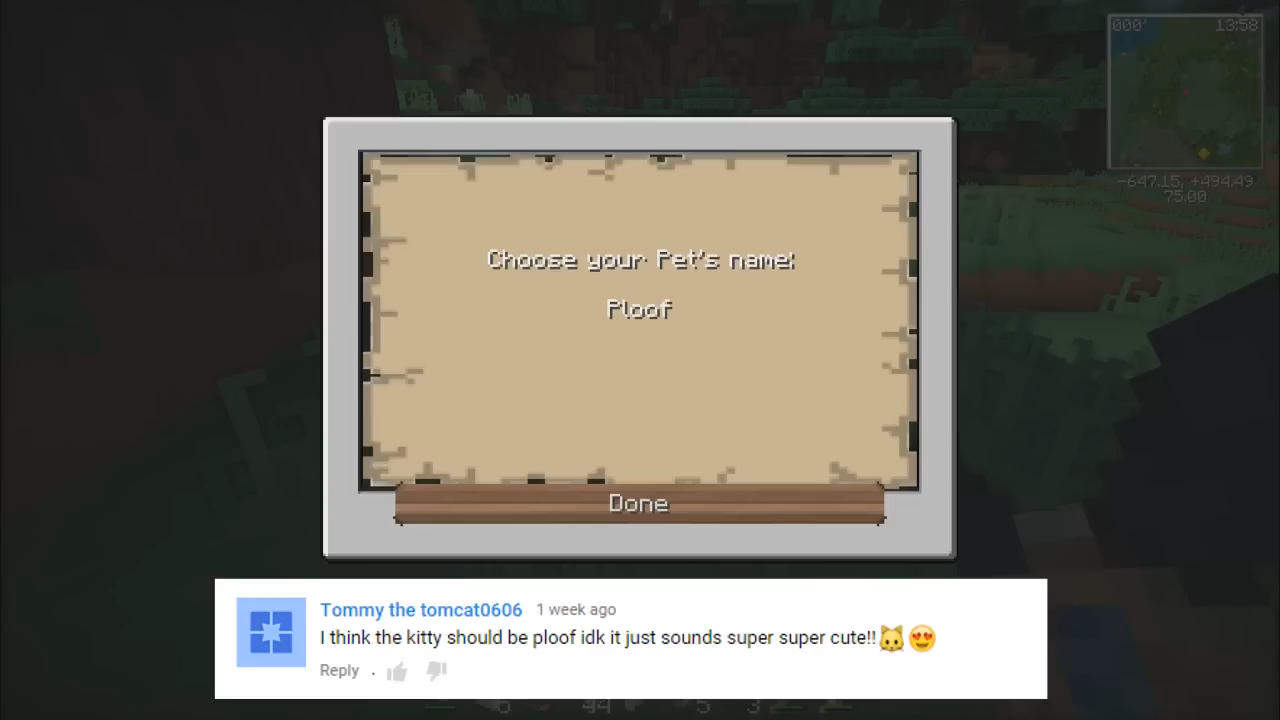 000' 13:58
-647.15, +494.49
75.00
Choose your Pet's name:
Ploof
Done
Tommy the tomcat0606 1 week ago
I think the kitty should be ploof idk it just sounds super super cute!!🐱😍
Reply .